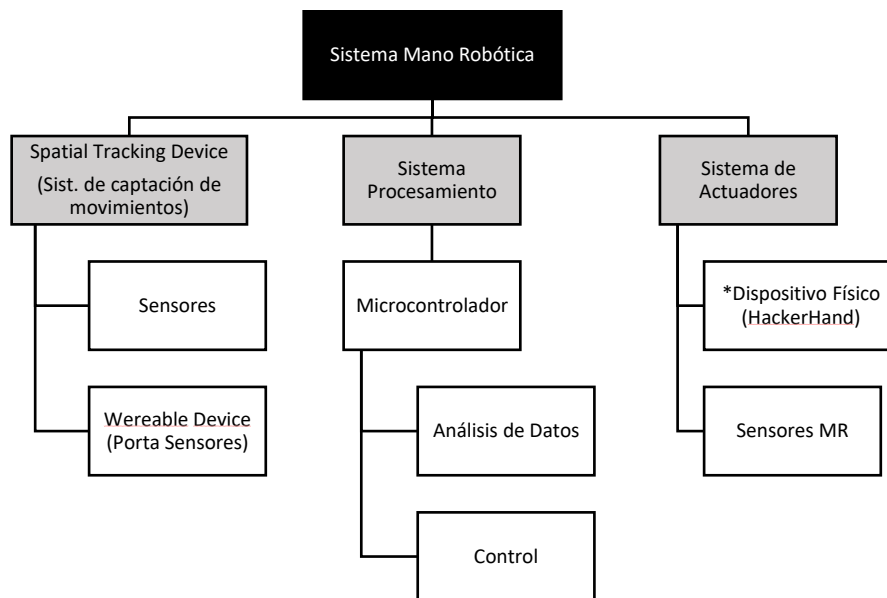 Sistema Mano Robótica
Spatial Tracking Device
(Sist. de captación de
movimientos)
Sensores
Wereable Device
(Porta Sensores)
Sistema
Procesamiento
Microcontrolador
Análisis de Datos
Control
Sistema de
Actuadores
*Dispositivo Físico
(HackerHand)
Sensores MR